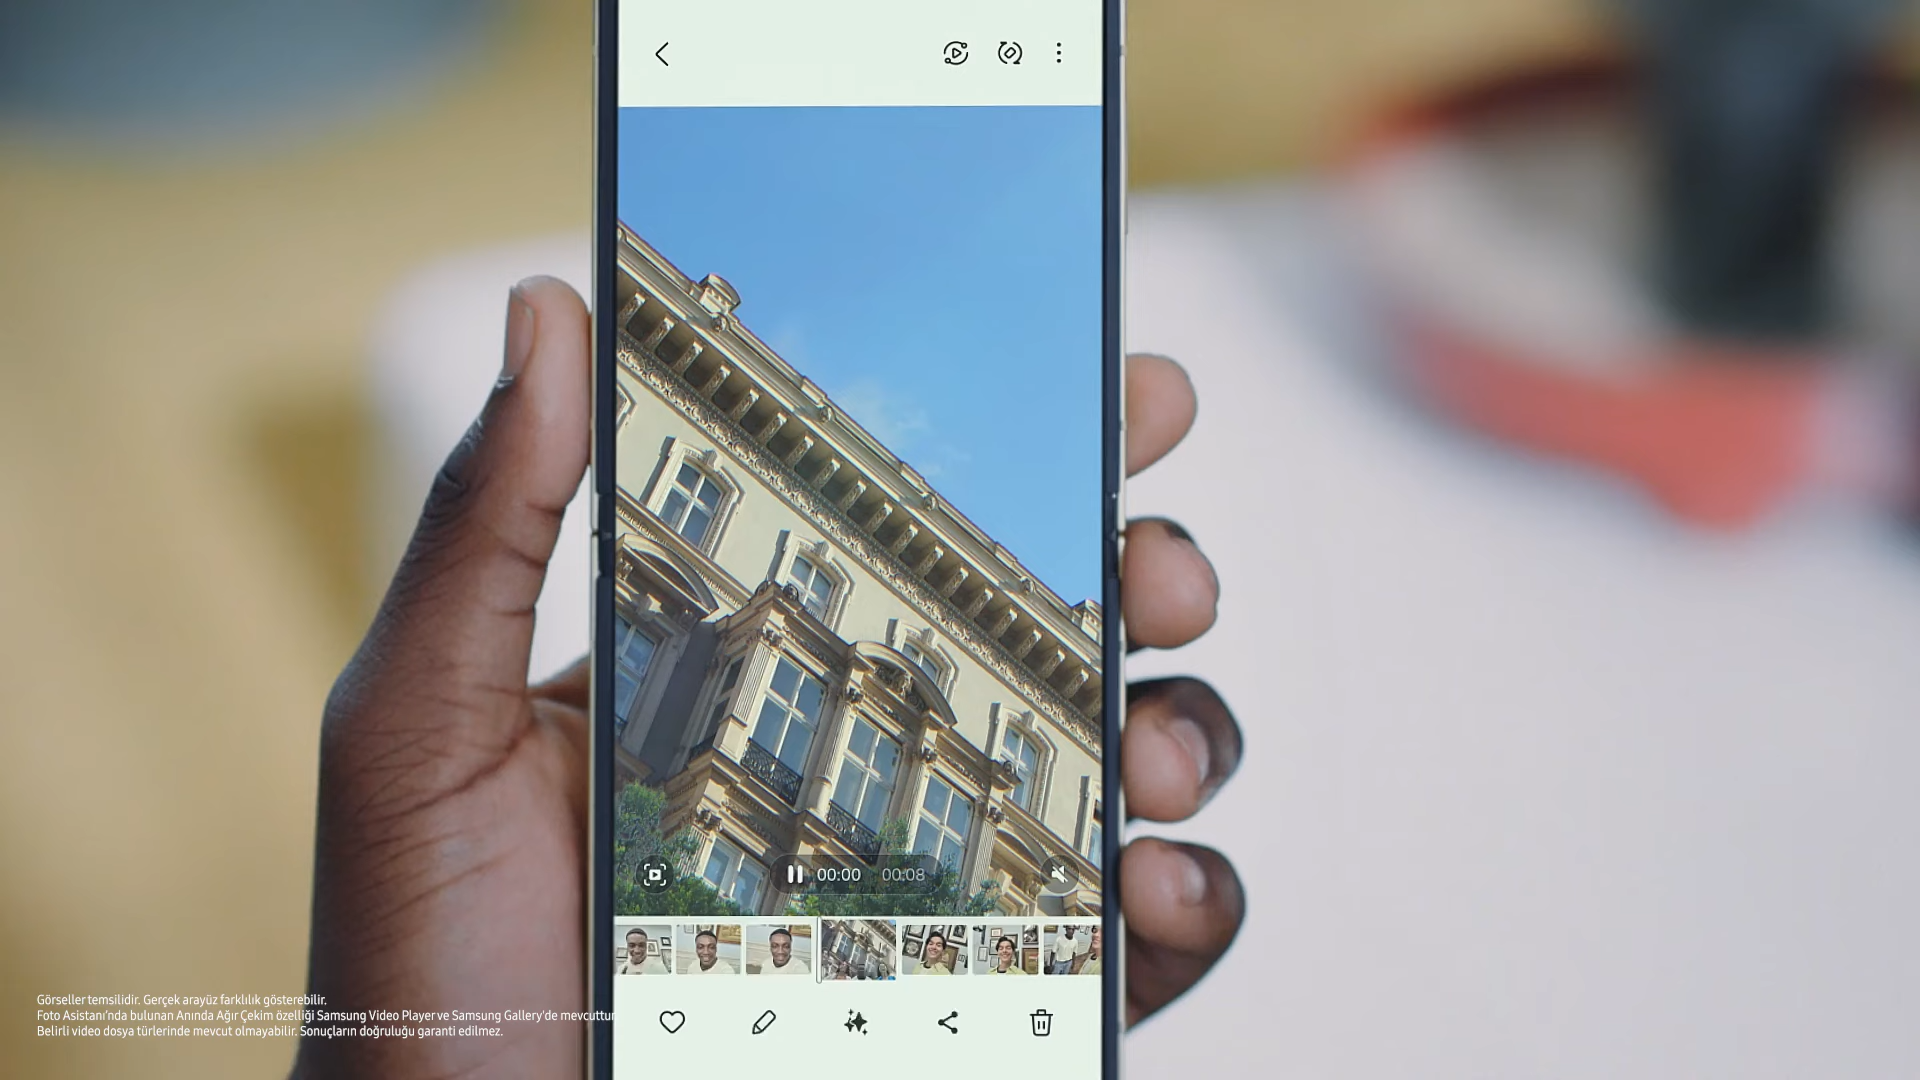 00:00 00:08
Görseller temsilidir. Gerçek arayüz farklılık gösterebilir.
Foto Asistanı'nda bulunan Anında Ağır Çekim özelliği Samsung Video Player ve Samsung Gallery'de mevcuttur
Belirli video dosya türlerinde mevcut olmayabilir. Sonuçların doğruluğu garanti edilmez.